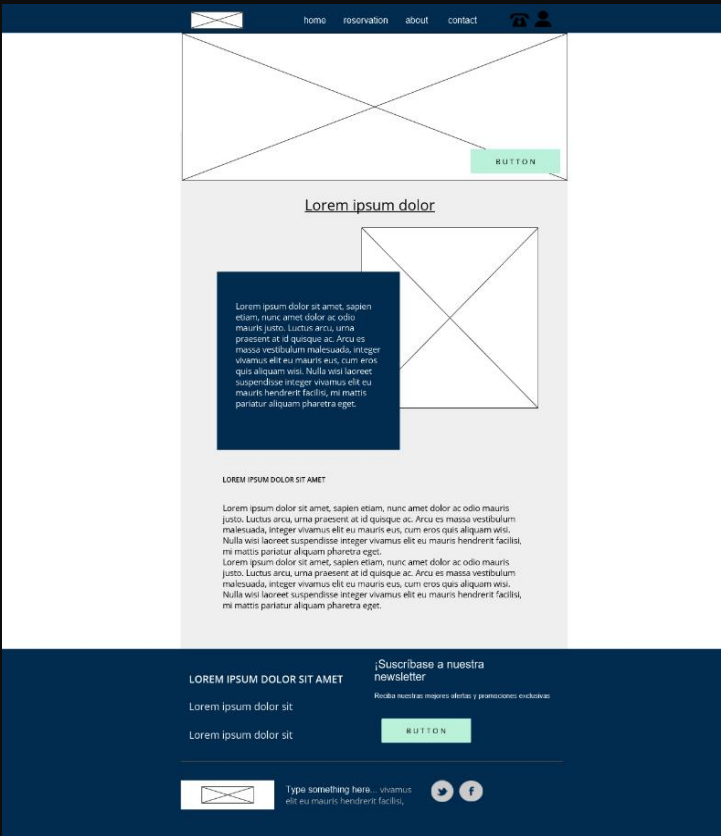 home reservation about contact
BUTTON
Lorem ipsum dolor
Lorem ipsum dolor sit amet, sapien
etiam, nunc amet dolor ac odio
mauris justo. Luctus arcu, urna
praesent at id quisque ac. Arcu es
massa vestibulum malesuada, integer
vivamus elit eu mauris eus, cum eros
quis aliquam wisi. Nulla wisi laoreet
suspendisse integer vivamus elit eu
mauris hendrerit facilisi, mi mattis
pariatur aliquam pharetra eget.
LOREM IPSUM DOLOR SIT AMET
Lorem ipsum dolor sit amet, sapien etiam, nunc amet dolor ac odio mauris
justo. Luctus arcu, urna praesent at id quisque ac. Arcu es massa vestibulum
malesuada, integer vivamus elit eu mauris eus, cum eros quis aliquam wisi.
Nulla wisi laoreet suspendisse integer vivamus elit eu mauris hendrerit facilisi,
mi mattis pariatur aliquam pharetra eget.
Lorem ipsum dolor sit amet, sapien etiam, nunc amet dolor ac odio mauris
justo. Luctus arcu, urna praesent at id quisque ac. Arcu es massa vestibulum
malesuada, integer vivamus elit eu mauris eus, cum eros quis aliquam wisi.
Nulla wisi laoreet suspendisse integer vivamus elit eu mauris hendrerit facilisi,
mi mattis pariatur aliquam pharetra eget.
LOREM IPSUM DOLOR SIT AMET
Lorem ipsum dolor sit
Lorem ipsum dolor sit
¡Suscríbase a nuestra
newsletter
Reciba nuestras mejores ofertas y promociones exclusivas
BUTTON
Type something here... vivamus
elit eu mauris hendrerit facilisi,